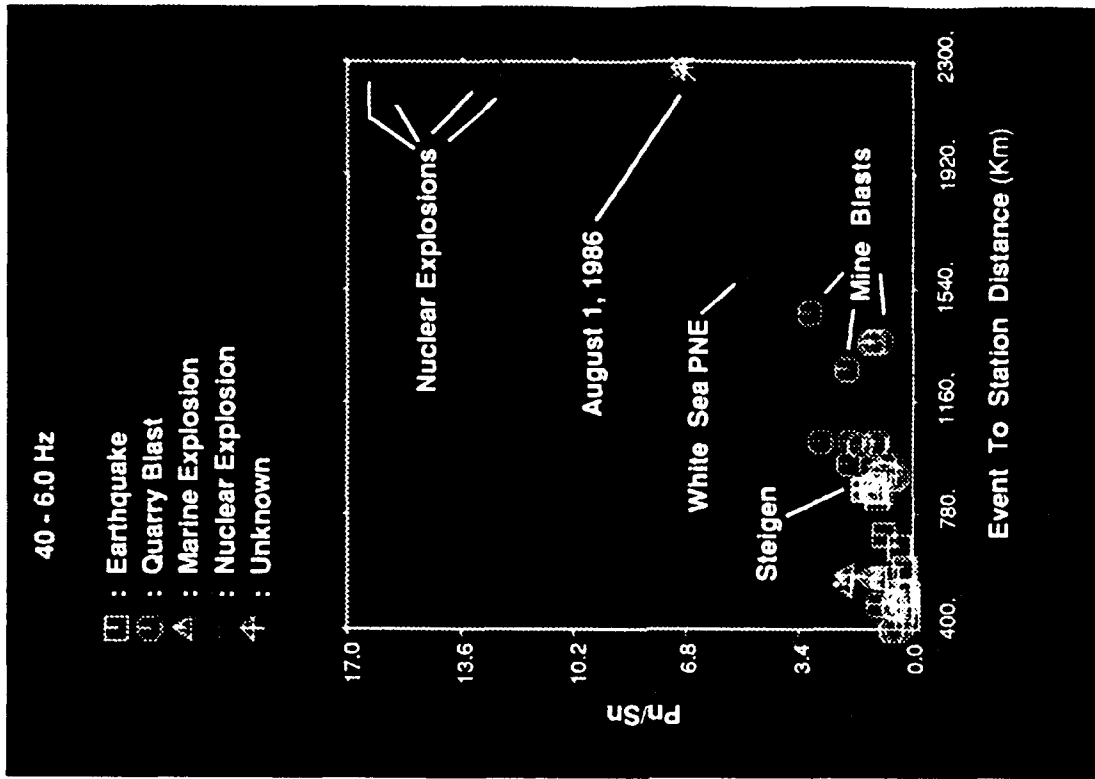 40 - 6.0 Hz
: Earthquake
: Quarry Blast
: Marine Explosion
: Nuclear Explosion
: Unknown
17.0
13.6
10.2
6.8
3.4
0.0
Pn/Sn
Nuclear Explosions
August 1, 1986
White Sea PNE
Steigen
Mine Blasts
400.
780.
1160.
1540.
1920.
2300.
Event To Station Distance (Km)